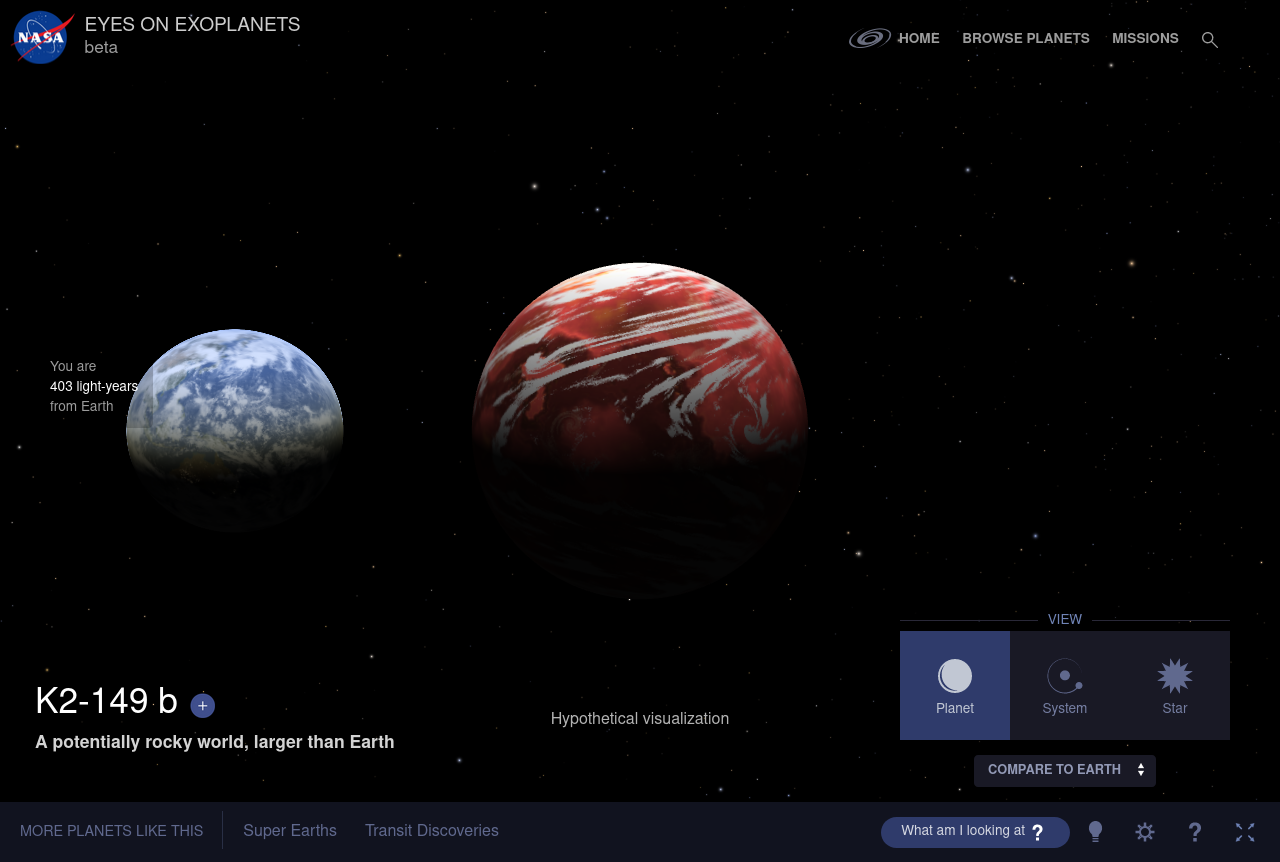 NASA
EYES ON EXOPLANETS
beta
HOME
BROWSE PLANETS
MISSIONS
You are
403 light-years
from Earth
K2-149 b +
A potentially rocky world, larger than Earth
Hypothetical visualization
VIEW
Planet
System
Star
COMPARE TO EARTH
MORE PLANETS LIKE THIS
Super Earths
Transit Discoveries
What am I looking at ?
?